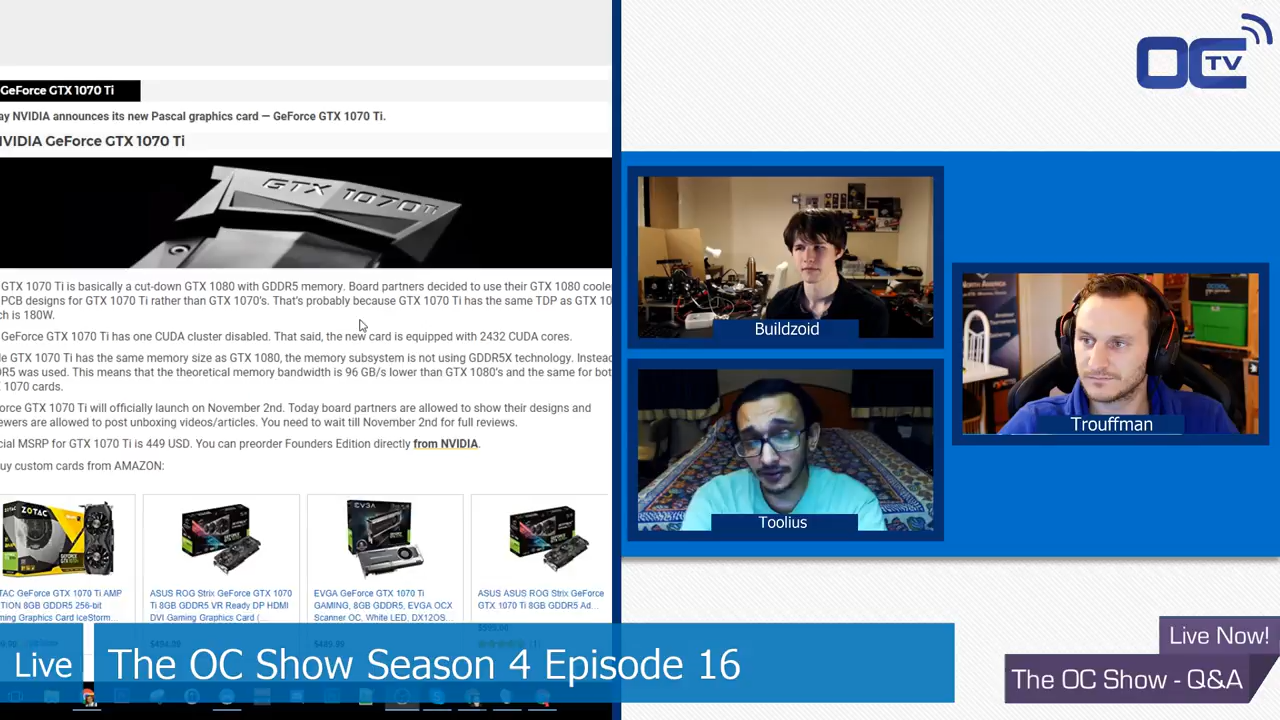 GeForce GTX 1070 Ti
ay NVIDIA announces its new Pascal graphics card — GeForce GTX 1070 Ti.
NVIDIA GeForce GTX 1070 Ti
GTX 1070 Ti
GTX 1070 Ti is basically a cut-down GTX 1080 with GDDR5 memory. Board partners decided to use their GTX 1080 coole
PCB designs for GTX 1070 Ti rather than GTX 1070's. That's probably because GTX 1070 Ti has the same TDP as GTX 10
ch is 180W.
GeForce GTX 1070 Ti has one CUDA cluster disabled. That said, the new card is equipped with 2432 CUDA cores.
le GTX 1070 Ti has the same memory size as GTX 1080, the memory subsystem is not using GDDR5X technology. Instead
DR5 was used. This means that the theoretical memory bandwidth is 96 GB/s lower than GTX 1080's and the same for bot
1070 cards.
orce GTX 1070 Ti will officially launch on November 2nd. Today board partners are allowed to show their designs and
ewers are allowed to post unboxing videos/articles. You need to wait till November2nd for full reviews.
cial MSRP for GTX 1070 Ti is 449 USD. You can preorder Founders Edition directly from NVIDIA.
uy custom cards from AMAZON:
ZOTAC
TAC GeForce GTX 1070 Ti AMP
TION 8GB GDDR5 256-bit
ming Graphics Card IceStorm...
ASUS ROG Strix GeForce GTX 1070
Ti 8GB GDDR5 VR Ready DP HDMI
DVI Gaming Graphics Card (...
EVGA
EVGA GeForce GTX 1070 Ti
GAMING, 8GB GDDR5, EVGA OCX
Scanner OC, White LED, DX12OS...
ASUS ASUS ROG Strix GeForce
GTX 1070 Ti 8GB GDDR5 Ad...
Live
The OC Show Season 4 Episode 16
OC TV
Buildzoid
Toolius
NORTH AMERICA
Trouffman
Live Now!
The OC Show - Q&A